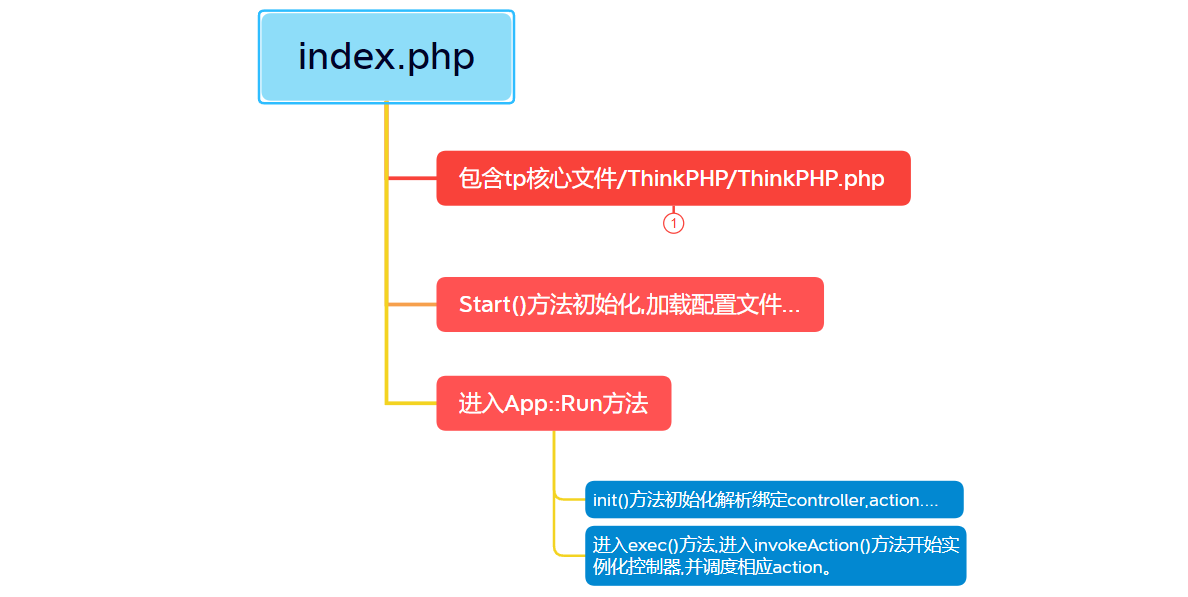 index.php
包含tp核心文件/ThinkPHP/ThinkPHP.php
1
Start()方法初始化,加载配置文件...
进入App::Run方法
init()方法初始化解析绑定controller,action....
进入exec()方法,进入invokeAction()方法开始实
例化控制器,并调度相应action。